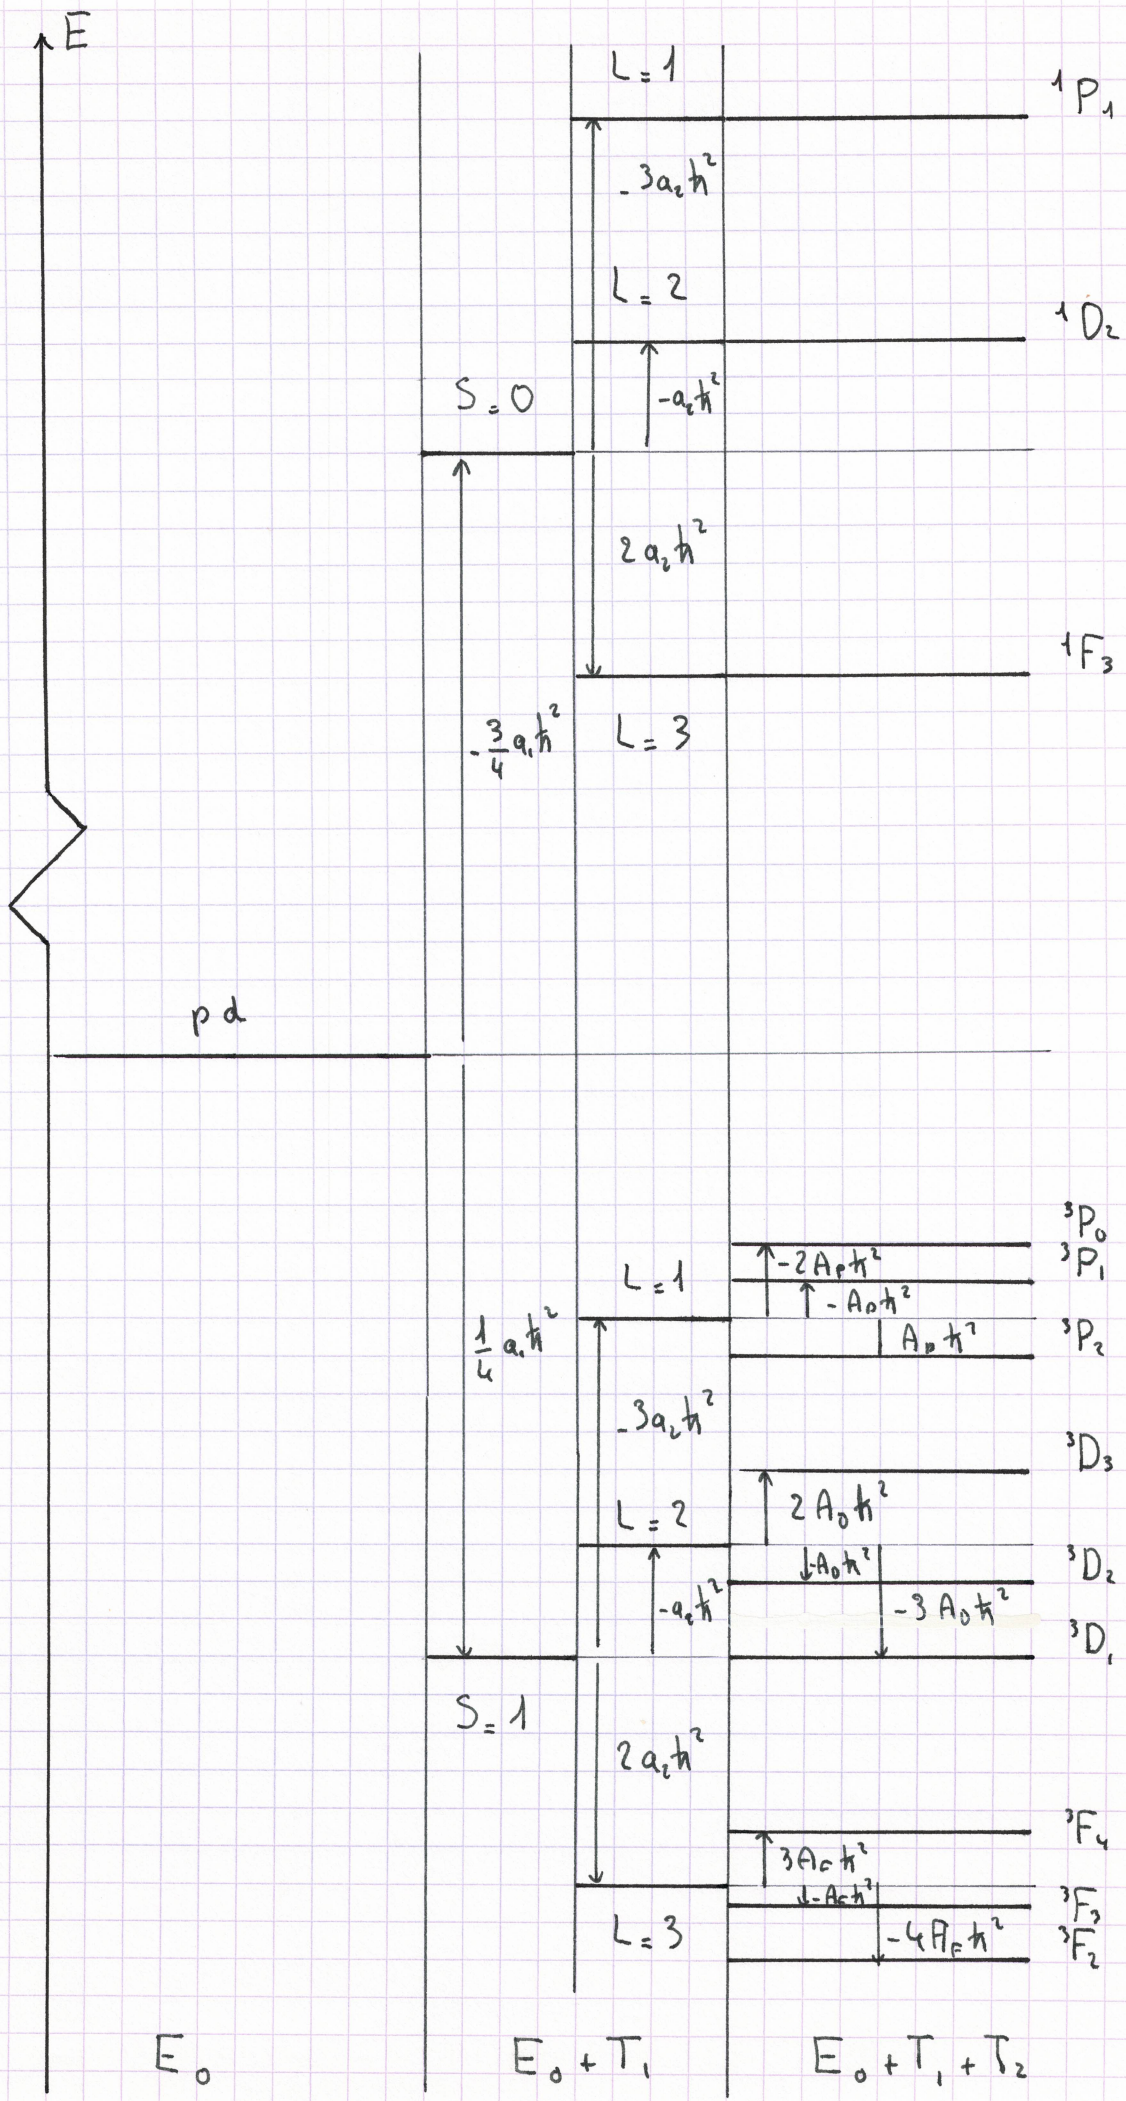 E
L = 1
¹P₁
-3a₂ħ²
L = 2
¹D₂
S = 0
-a₂ħ²
2a₂ħ²
¹F₃
-3/4 a₁ħ²
L = 3
pd
³P₀
-2A_Pħ²
³P₁
L = 1
-A_Pħ²
1/4 a₁ħ²
A_Pħ²
³P₂
-3a₂ħ²
³D₃
2A_Dħ²
L = 2
-A_Dħ²
³D₂
-a₂ħ²
-3A_Dħ²
³D₁
S = 1
2a₂ħ²
³F₄
3A_Fħ²
-A_Fħ²
³F₃
L = 3
-4A_Fħ²
³F₂
E₀
E₀ + T₁
E₀ + T₁ + T₂